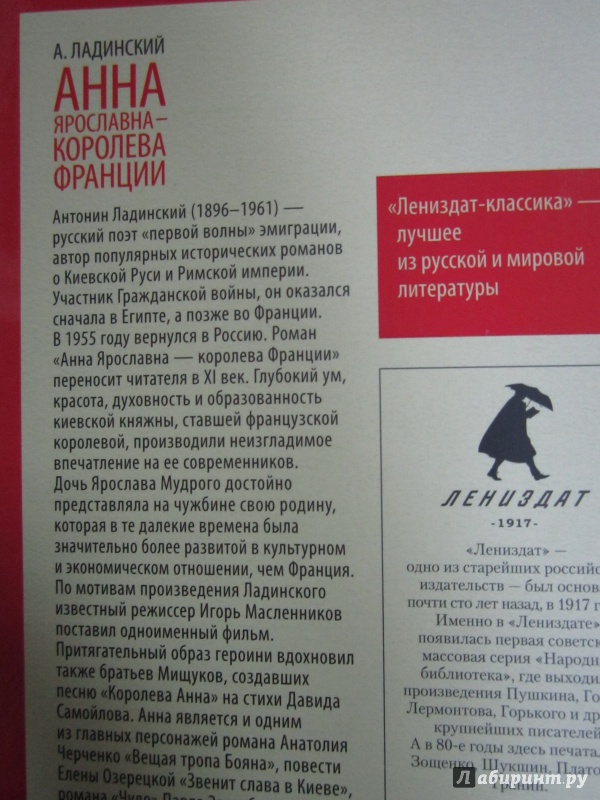 А. ЛАДИНСКИЙ
АННА
ЯРОСЛАВНА –
КОРОЛЕВА
ФРАНЦИИ
Антонин Ладинский (1896–1961) —
русский поэт «первой волны» эмиграции,
автор популярных исторических романов
о Киевской Руси и Римской империи.
Участник Гражданской войны, он оказался
сначала в Египте, а позже во Франции.
В 1955 году вернулся в Россию. Роман
«Анна Ярославна — королева Франции»
переносит читателя в XI век. Глубокий ум,
красота, духовность и образованность
киевской княжны, ставшей французской
королевой, производили неизгладимое
впечатление на ее современников.
Дочь Ярослава Мудрого достойно
представляла на чужбине свою родину,
которая в те далекие времена была
значительно более развитой в культурном
и экономическом отношении, чем Франция.
По мотивам произведения Ладинского
известный режиссер Игорь Масленников
поставил одноименный фильм.
Притягательный образ героини вдохновил
также братьев Мищуков, создавших
песню «Королева Анна» на стихи Давида
Самойлова. Анна является и одним
из главных персонажей романа Анатолия
Черченко «Вещая тропа Бояна», повести
Елены Озерецкой «Звенит слава в Киеве»,
романа «Чудо»
«Лениздат-классика» —
лучшее
из русской и мировой
литературы
ЛЕНИЗДАТ
-1917-
«Лениздат» —
одно из старейших российс
издательств — был основа
почти сто лет назад, в 1917 г
Именно в «Лениздате»
появилась первая советск
массовая серия «Народн
библиотека», где выходи
произведения Пушкина, Го
Лермонтова, Горького и др
крупнейших писателей
А в 80-е годы здесь печата
Зощенко, Шукшин, Плато
Гранин.
Лабиринт.ру